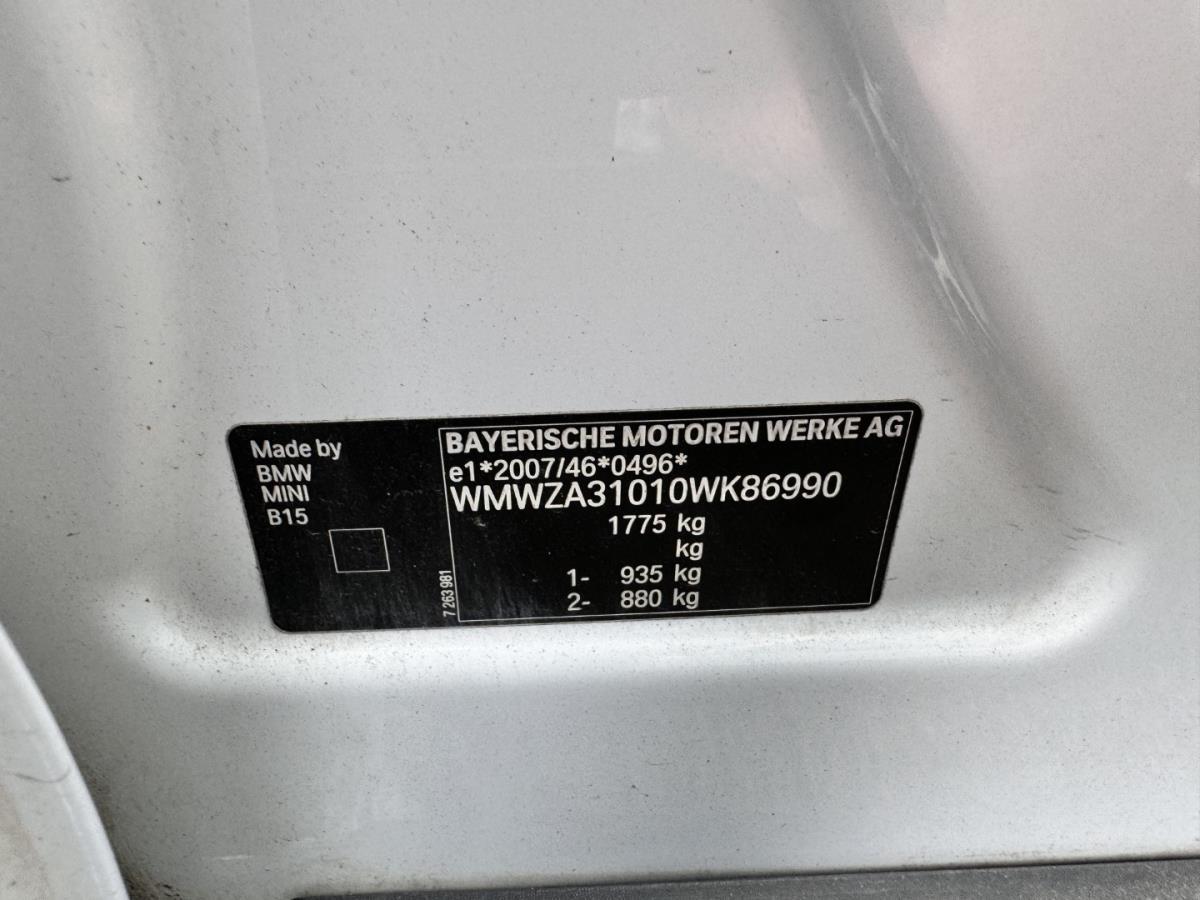 Made by
BMW
MINI
B15
7 263 981
BAYERISCHE MOTOREN WERKE AG
e1*2007/46*0496*
WMWZA31010WK86990
1775 kg
kg
1- 935 kg
2- 880 kg